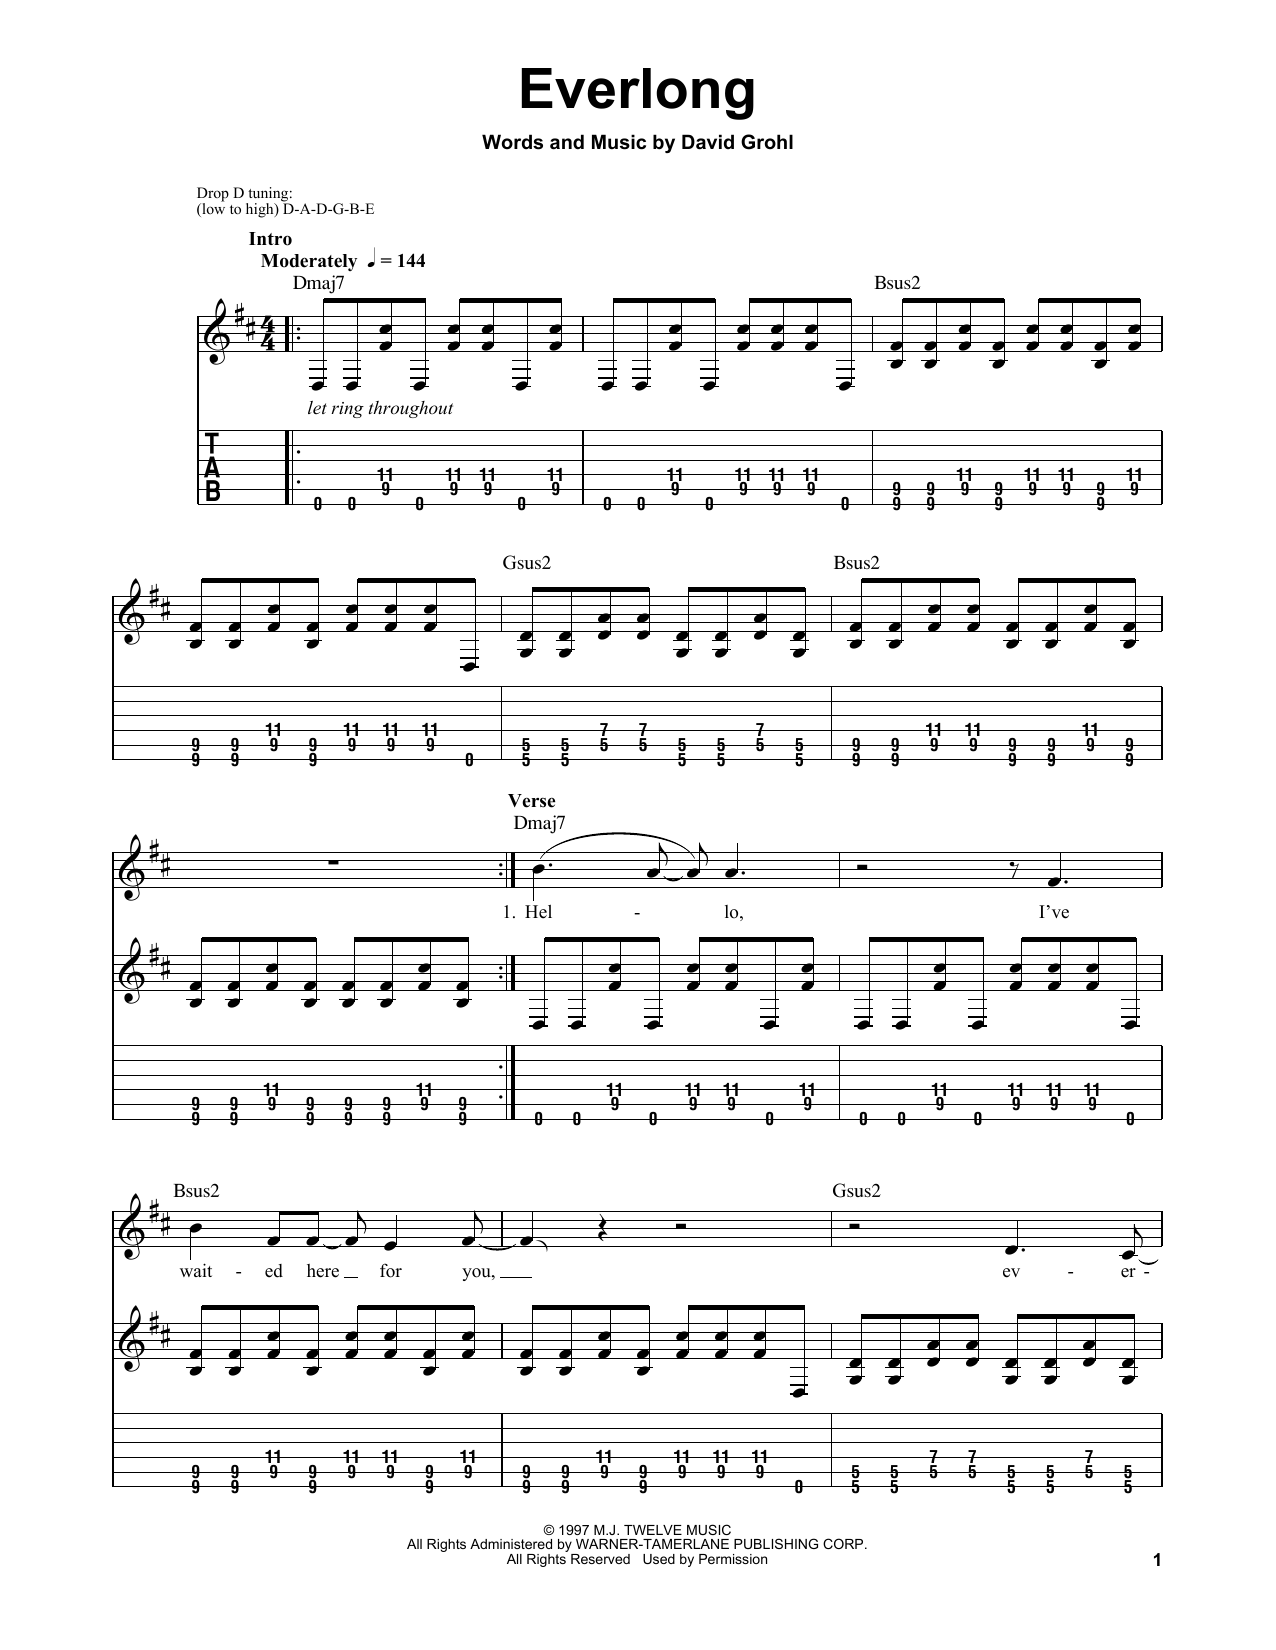 Everlong
Words and Music by David Grohl
Drop D tuning:
(low to high) D-A-D-G-B-E
Intro
Moderately ♩ = 144
Dmaj7 Bsus2
4
4
let ring throughout
T
A
B
11 11 11 11 11 11 11 11 11 11 11 11
9 9 9 9 9 9 9 9 9 9 9 9 9 9 9 9
0 0 0 0 0 0 0 0 9 9 9 9
Gsus2 Bsus2
11 11 11 11 7 7 7 11 11 11
9 9 9 9 9 9 9 5 5 5 5 5 5 5 5 9 9 9 9 9 9 9 9
9 9 9 0 5 5 5 5 5 9 9 9 9 9
Verse
Dmaj7
1. Hel - lo, I've
11 11 11 11 11 11 11 11 11 11
9 9 9 9 9 9 9 9 9 9 9 9 9 9 9 9
9 9 9 9 9 9 0 0 0 0 0 0 0 0
Bsus2 Gsus2
wait - ed here for you, ev - er -
11 11 11 11 11 11 11 11 7 7 7
9 9 9 9 9 9 9 9 9 9 9 9 9 9 9 5 5 5 5 5 5 5 5
9 9 9 9 9 9 9 0 5 5 5 5 5
© 1997 M.J. TWELVE MUSIC
All Rights Administered by WARNER-TAMERLANE PUBLISHING CORP.
All Rights Reserved Used by Permission
1